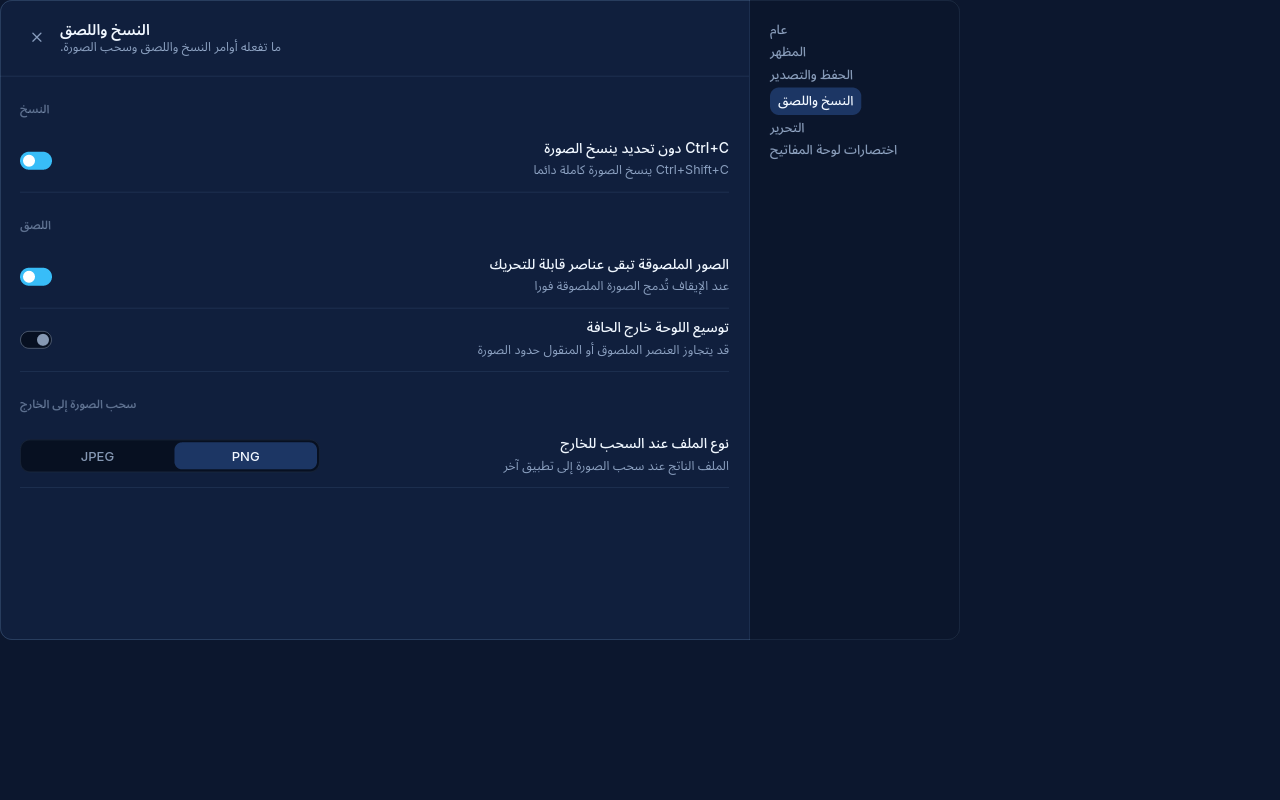 عام
المظهر
الحفظ والتصدير
النسخ واللصق
التحرير
اختصارات لوحة المفاتيح
النسخ واللصق
ما تفعله أوامر النسخ واللصق وسحب الصورة.
النسخ
Ctrl+C دون تحديد ينسخ الصورة
Ctrl+Shift+C ينسخ الصورة كاملة دائما
اللصق
الصور الملصوقة تبقى عناصر قابلة للتحريك
عند الإيقاف تُدمج الصورة الملصوقة فورا
توسيع اللوحة خارج الحافة
قد يتجاوز العنصر الملصوق أو المنقول حدود الصورة
سحب الصورة إلى الخارج
نوع الملف عند السحب للخارج
الملف الناتج عند سحب الصورة إلى تطبيق آخر
PNG
JPEG